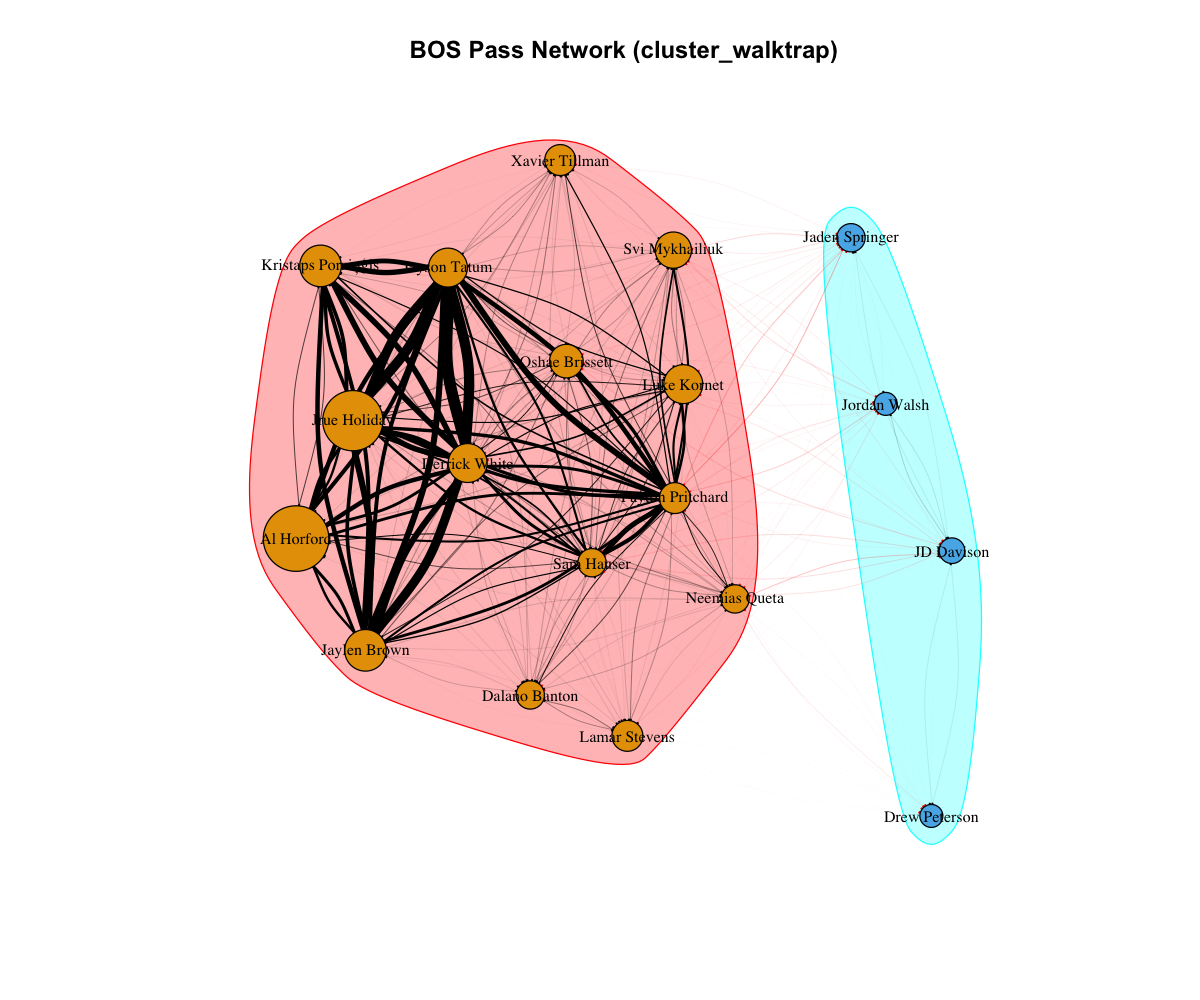 BOS Pass Network (cluster_walktrap)
Xavier Tillman
Jaden Springer
Svi Mykhailiuk
Kristaps
Jayson Tatum
Oshae Brissett
Luke Kornet
Jordan Walsh
Jrue Holiday
Derrick White
Payton Pritchard
Al Horford
JD Davison
Sam Hauser
Neemias Queta
Jaylen Brown
Dalano Banton
Lamar Stevens
Drew Peterson